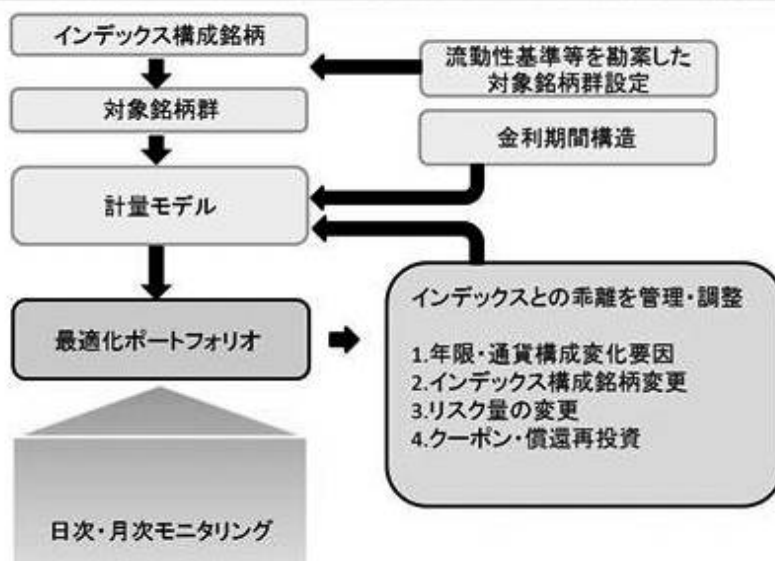 インデックス構成銘柄
流動性基準等を勘案した
対象銘柄群設定
対象銘柄群
金利期間構造
計量モデル
最適化ポートフォリオ
インデックスとの乖離を管理・調整
1.年限・通貨構成変化要因
2.インデックス構成銘柄変更
3.リスク量の変更
4.クーポン・償還再投資
日次・月次モニタリング